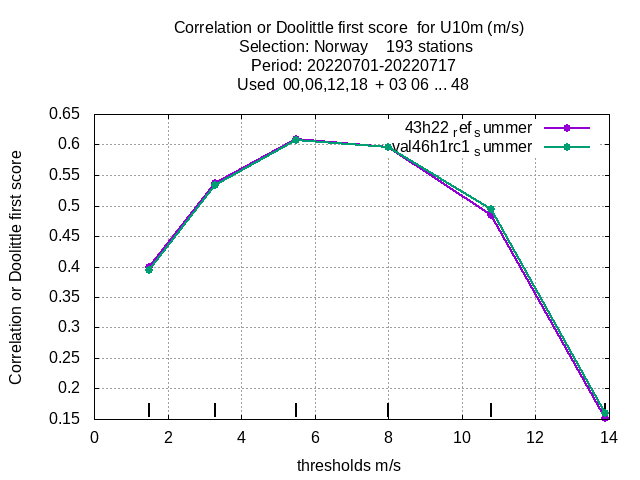 Correlation or Doolittle first score  for U10m (m/s)
Selection: Norway    193 stations
Period: 20220701-20220717
Used  00,06,12,18  + 03 06 ... 48
Correlation or Doolittle first score
0.65
0.6
0.55
0.5
0.45
0.4
0.35
0.3
0.25
0.2
0.15
43h22 ref summer
val46h1rc1 summer
0 2 4 6 8 10 12 14
thresholds m/s